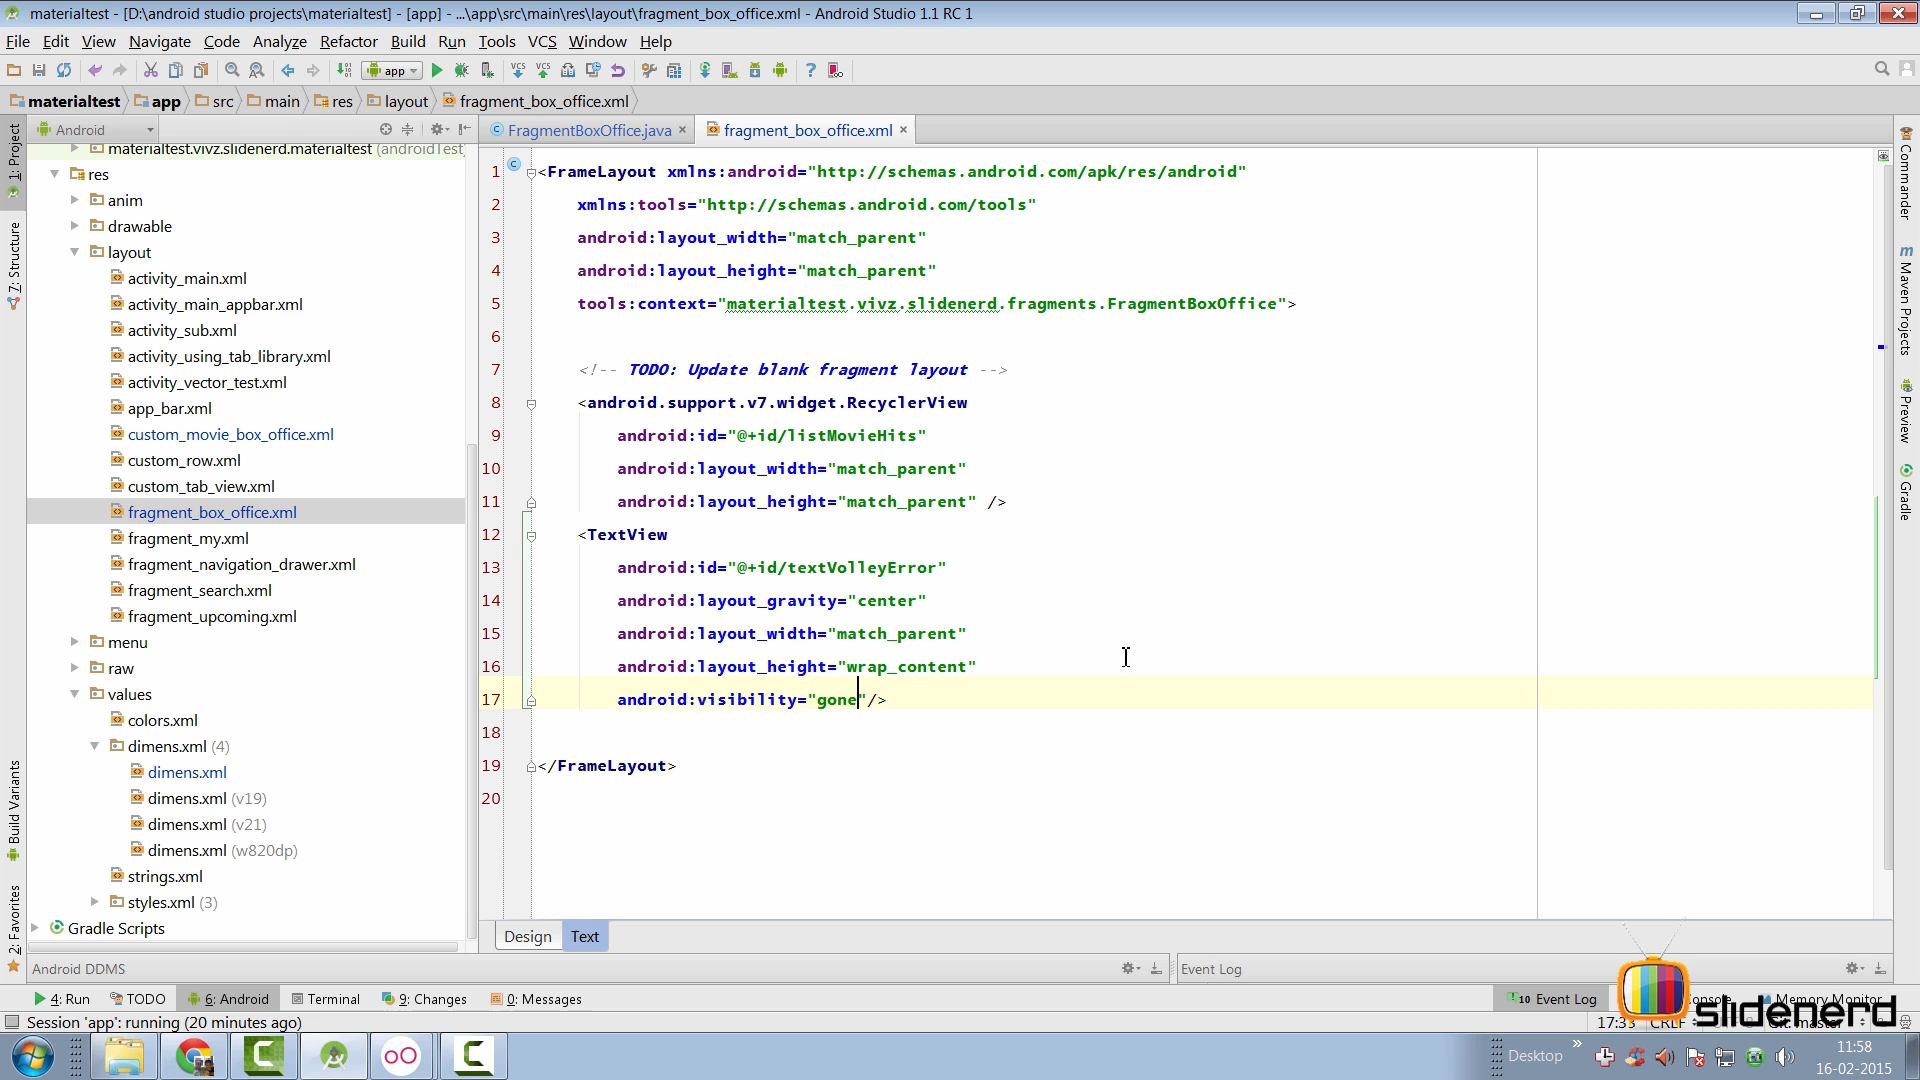 materialtest - [D:\android studio projects\materialtest] - [app] - ...\app\src\main\res\layout\fragment_box_office.xml - Android Studio 1.1 RC 1
File Edit View Navigate Code Analyze Refactor Build Run Tools VCS Window Help
app
materialtest app src main res layout fragment_box_office.xml
Android
FragmentBoxOffice.java fragment_box_office.xml
materialtest.vivz.slidenerd.materialtest (androidTest)
res
anim
drawable
layout
activity_main.xml
activity_main_appbar.xml
activity_sub.xml
activity_using_tab_library.xml
activity_vector_test.xml
app_bar.xml
custom_movie_box_office.xml
custom_row.xml
custom_tab_view.xml
fragment_box_office.xml
fragment_my.xml
fragment_navigation_drawer.xml
fragment_search.xml
fragment_upcoming.xml
menu
raw
values
colors.xml
dimens.xml (4)
dimens.xml
dimens.xml (v19)
dimens.xml (v21)
dimens.xml (w820dp)
strings.xml
styles.xml (3)
Gradle Scripts
1: Project
7: Structure
Build Variants
2: Favorites
1 <FrameLayout xmlns:android="http://schemas.android.com/apk/res/android"
2 xmlns:tools="http://schemas.android.com/tools"
3 android:layout_width="match_parent"
4 android:layout_height="match_parent"
5 tools:context="materialtest.vivz.slidenerd.fragments.FragmentBoxOffice">
6
7 <!-- TODO: Update blank fragment layout -->
8 <android.support.v7.widget.RecyclerView
9 android:id="@+id/listMovieHits"
10 android:layout_width="match_parent"
11 android:layout_height="match_parent" />
12 <TextView
13 android:id="@+id/textVolleyError"
14 android:layout_gravity="center"
15 android:layout_width="match_parent"
16 android:layout_height="wrap_content"
17 android:visibility="gone"/>
18
19 </FrameLayout>
20
Commander
Maven Projects
Preview
Gradle
Design Text
Android DDMS
Event Log
4: Run TODO 6: Android Terminal 9: Changes 0: Messages
10 Event Log Memory Monitor
Session 'app': running (20 minutes ago)
17:33 CRLF
slidenerd
Desktop
11:58
16-02-2015